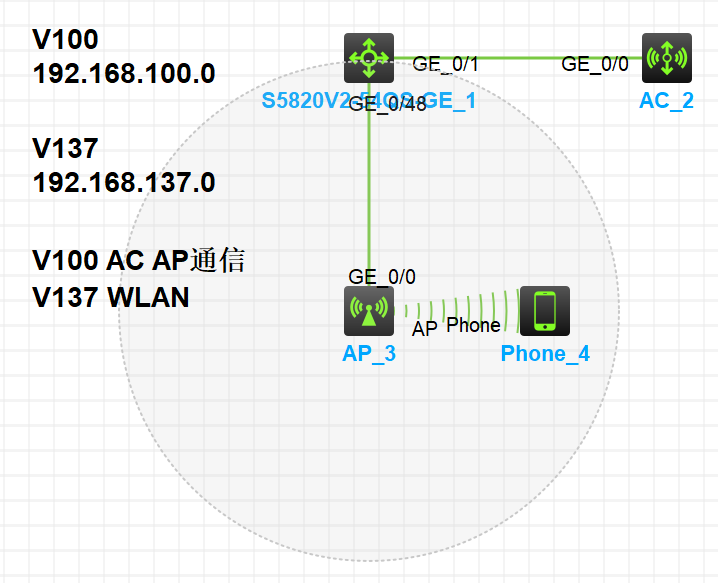 V100
192.168.100.0
GE_0/1
GE_0/0
S5820V2-54QS-GE_1
GE_0/48
AC_2
V137
192.168.137.0
V100 AC AP通信
V137 WLAN
GE_0/0
AP
Phone
AP_3
Phone_4